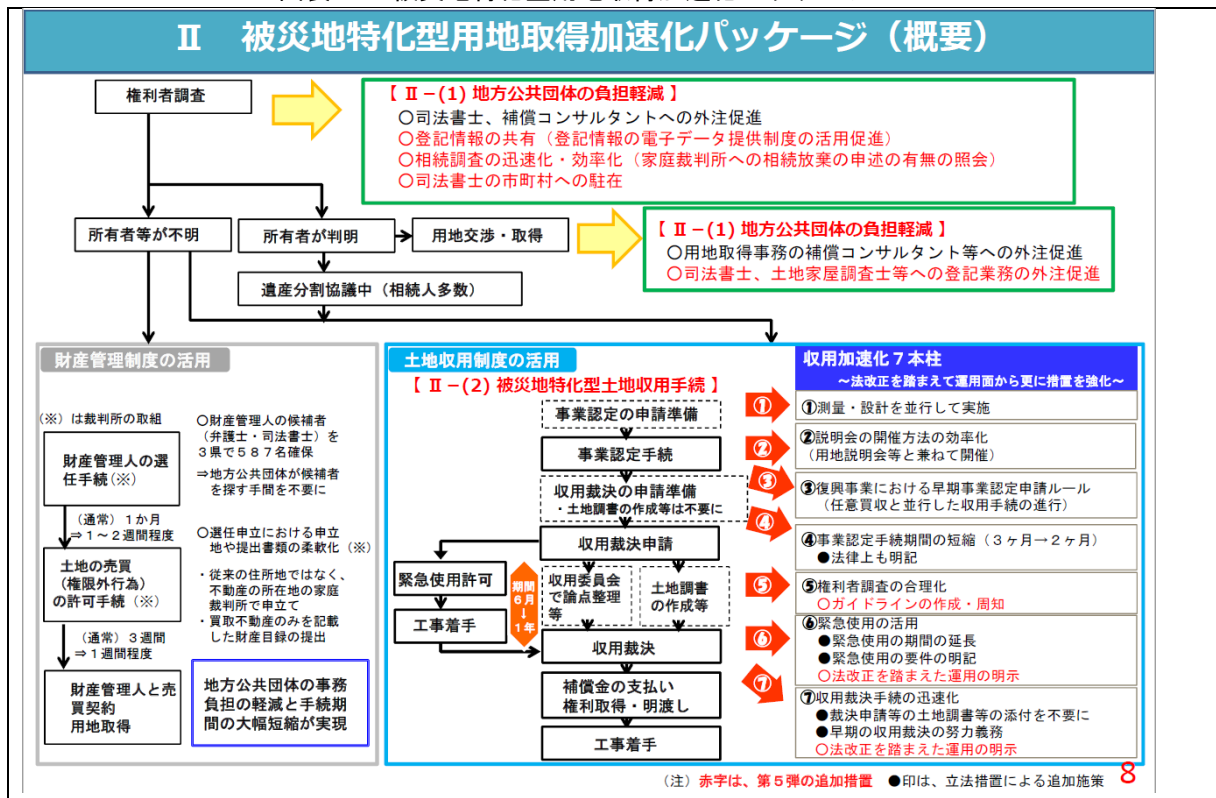 Ⅱ 被災地特化型用地取得加速化パッケージ（概要）
権利者調査
【 Ⅱ－(1) 地方公共団体の負担軽減 】
〇司法書士、補償コンサルタントへの外注促進
〇登記情報の共有（登記情報の電子データ提供制度の活用促進）
〇相続調査の迅速化・効率化（家庭裁判所への相続放棄の申述の有無の照会）
〇司法書士の市町村への駐在
所有者等が不明
所有者が判明
用地交渉・取得
【 Ⅱ－(1) 地方公共団体の負担軽減 】
〇用地取得事務の補償コンサルタント等への外注促進
〇司法書士、土地家屋調査士等への登記業務の外注促進
遺産分割協議中（相続人多数）
財産管理制度の活用
(※) は裁判所の取組
財産管理人の選
任手続(※)
（通常）１か月
⇒１～２週間程度
土地の売買
(権限外行為)
の許可手続（※）
（通常）３週間
⇒１週間程度
財産管理人と売
買契約
用地取得
〇財産管理人の候補者
（弁護士・司法書士）を
３県で５８７名確保
⇒地方公共団体が候補者
を探す手間を不要に
〇選任申立における申立
地や提出書類の柔軟化（※）
・従来の住所地ではなく、
不動産の所在地の家庭
裁判所で申立て
・買取不動産のみを記載
した財産目録の提出
地方公共団体の事務
負担の軽減と手続期
間の大幅短縮が実現
土地収用制度の活用
【 Ⅱ－(2) 被災地特化型土地収用手続 】
事業認定の申請準備
事業認定手続
収用裁決の申請準備
・土地調書の作成等は不要に
収用裁決申請
緊急使用許可
工事着手
期間
６月
↓
１年
収用委員会
で論点整理
等
土地調書
の作成等
収用裁決
補償金の支払い
権利取得・明渡し
工事着手
①
②
③
④
⑤
⑥
⑦
収用加速化７本柱
～法改正を踏まえて運用面から更に措置を強化～
①測量・設計を並行して実施
②説明会の開催方法の効率化
（用地説明会等と兼ねて開催）
③復興事業における早期事業認定申請ルール
（任意買収と並行した収用手続の進行）
④事業認定手続期間の短縮（３ヶ月→２ヶ月）
●法律上も明記
⑤権利者調査の合理化
〇ガイドラインの作成・周知
⑥緊急使用の活用
●緊急使用の期間の延長
●緊急使用の要件の明記
〇法改正を踏まえた運用の明示
⑦収用裁決手続の迅速化
●裁決申請等の土地調書等の添付を不要に
●早期の収用裁決の努力義務
〇法改正を踏まえた運用の明示
（注）赤字は、第５弾の追加措置 ●印は、立法措置による追加施策
8